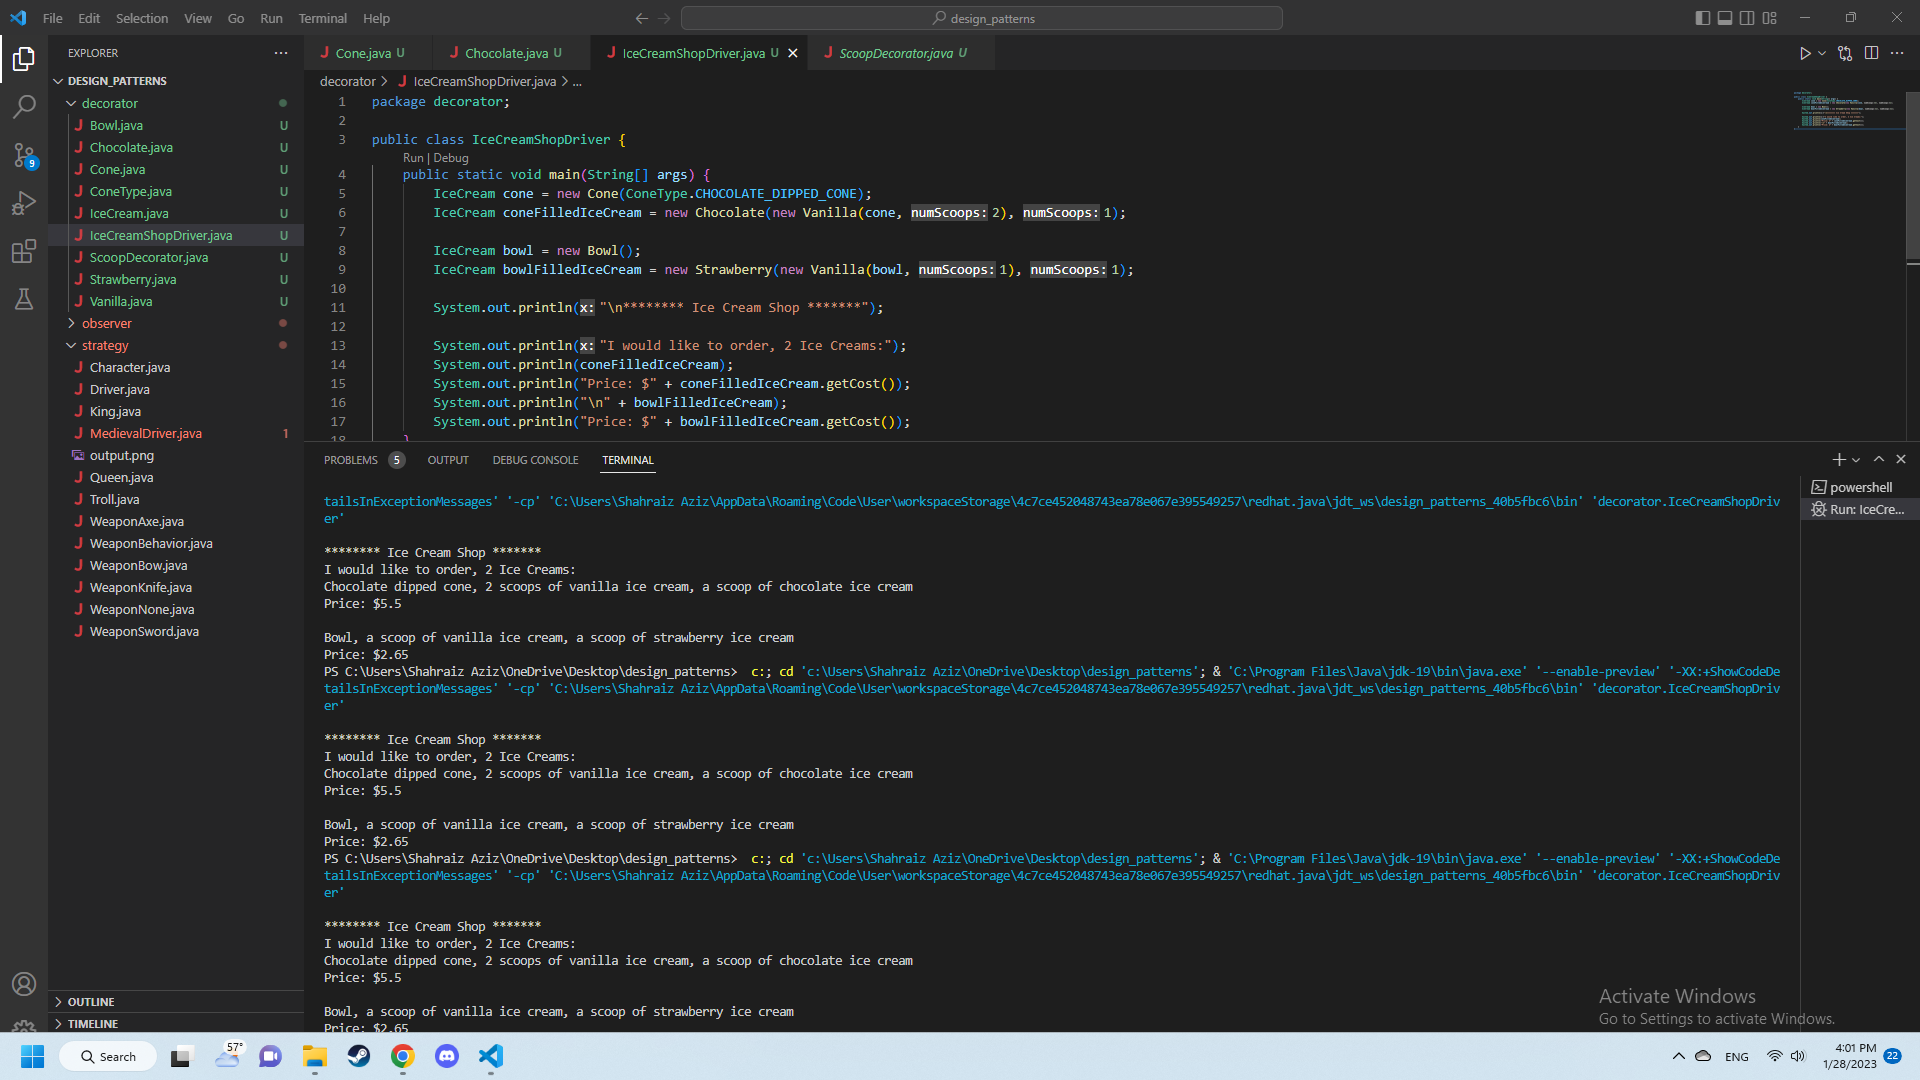 File Edit Selection View Go Run Terminal Help
design_patterns
EXPLORER
DESIGN_PATTERNS
decorator
Bowl.java U
Chocolate.java U
Cone.java U
ConeType.java U
IceCream.java U
IceCreamShopDriver.java U
ScoopDecorator.java U
Strawberry.java U
Vanilla.java U
observer
strategy
Character.java
Driver.java
King.java
MedievalDriver.java 1
output.png
Queen.java
Troll.java
WeaponAxe.java
WeaponBehavior.java
WeaponBow.java
WeaponKnife.java
WeaponNone.java
WeaponSword.java
OUTLINE
TIMELINE
9
Cone.java U Chocolate.java U IceCreamShopDriver.java U ScoopDecorator.java U
decorator > IceCreamShopDriver.java > ...
1 package decorator;
2
3 public class IceCreamShopDriver {
Run | Debug
4 public static void main(String[] args) {
5 IceCream cone = new Cone(ConeType.CHOCOLATE_DIPPED_CONE);
6 IceCream coneFilledIceCream = new Chocolate(new Vanilla(cone, numScoops: 2), numScoops: 1);
7
8 IceCream bowl = new Bowl();
9 IceCream bowlFilledIceCream = new Strawberry(new Vanilla(bowl, numScoops: 1), numScoops: 1);
10
11 System.out.println(x: "\n******** Ice Cream Shop *******");
12
13 System.out.println(x: "I would like to order, 2 Ice Creams:");
14 System.out.println(coneFilledIceCream);
15 System.out.println("Price: $" + coneFilledIceCream.getCost());
16 System.out.println("\n" + bowlFilledIceCream);
17 System.out.println("Price: $" + bowlFilledIceCream.getCost());
18 }
PROBLEMS 5 OUTPUT DEBUG CONSOLE TERMINAL
tailsInExceptionMessages' '-cp' 'C:\Users\Shahraiz Aziz\AppData\Roaming\Code\User\workspaceStorage\4c7ce452048743ea78e067e395549257\redhat.java\jdt_ws\design_patterns_40b5fbc6\bin' 'decorator.IceCreamShopDriv
er'
******** Ice Cream Shop *******
I would like to order, 2 Ice Creams:
Chocolate dipped cone, 2 scoops of vanilla ice cream, a scoop of chocolate ice cream
Price: $5.5
Bowl, a scoop of vanilla ice cream, a scoop of strawberry ice cream
Price: $2.65
PS C:\Users\Shahraiz Aziz\OneDrive\Desktop\design_patterns> c:; cd 'c:\Users\Shahraiz Aziz\OneDrive\Desktop\design_patterns'; & 'C:\Program Files\Java\jdk-19\bin\java.exe' '--enable-preview' '-XX:+ShowCodeDe
tailsInExceptionMessages' '-cp' 'C:\Users\Shahraiz Aziz\AppData\Roaming\Code\User\workspaceStorage\4c7ce452048743ea78e067e395549257\redhat.java\jdt_ws\design_patterns_40b5fbc6\bin' 'decorator.IceCreamShopDriv
er'
******** Ice Cream Shop *******
I would like to order, 2 Ice Creams:
Chocolate dipped cone, 2 scoops of vanilla ice cream, a scoop of chocolate ice cream
Price: $5.5
Bowl, a scoop of vanilla ice cream, a scoop of strawberry ice cream
Price: $2.65
PS C:\Users\Shahraiz Aziz\OneDrive\Desktop\design_patterns> c:; cd 'c:\Users\Shahraiz Aziz\OneDrive\Desktop\design_patterns'; & 'C:\Program Files\Java\jdk-19\bin\java.exe' '--enable-preview' '-XX:+ShowCodeDe
tailsInExceptionMessages' '-cp' 'C:\Users\Shahraiz Aziz\AppData\Roaming\Code\User\workspaceStorage\4c7ce452048743ea78e067e395549257\redhat.java\jdt_ws\design_patterns_40b5fbc6\bin' 'decorator.IceCreamShopDriv
er'
******** Ice Cream Shop *******
I would like to order, 2 Ice Creams:
Chocolate dipped cone, 2 scoops of vanilla ice cream, a scoop of chocolate ice cream
Price: $5.5
Bowl, a scoop of vanilla ice cream, a scoop of strawberry ice cream
Price: $2.65
powershell
Run: IceCre...
Activate Windows
Go to Settings to activate Windows.
Search
57°
ENG
4:01 PM
1/28/2023
22